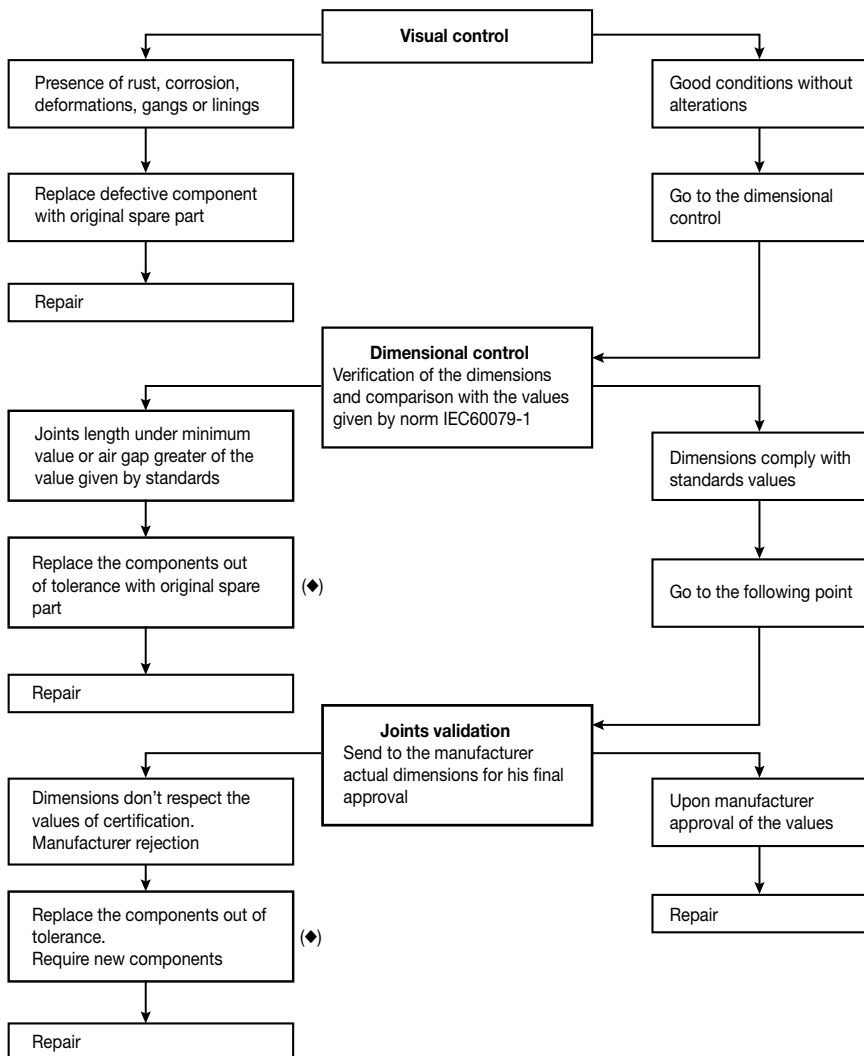 Visual control
Presence of rust, corrosion,
deformations, gangs or linings
Good conditions without
alterations
Replace defective component
with original spare part
Go to the dimensional
control
Repair
Dimensional control
Verification of the dimensions
and comparison with the values
given by norm IEC60079-1
Joints length under minimum
value or air gap greater of the
value given by standards
Dimensions comply with
standards values
Replace the components out
of tolerance with original spare
part
(◆)
Go to the following point
Repair
Joints validation
Send to the manufacturer
actual dimensions for his final
approval
Dimensions don't respect the
values of certification.
Manufacturer rejection
Upon manufacturer
approval of the values
Replace the components out of
tolerance.
Require new components
(◆)
Repair
Repair